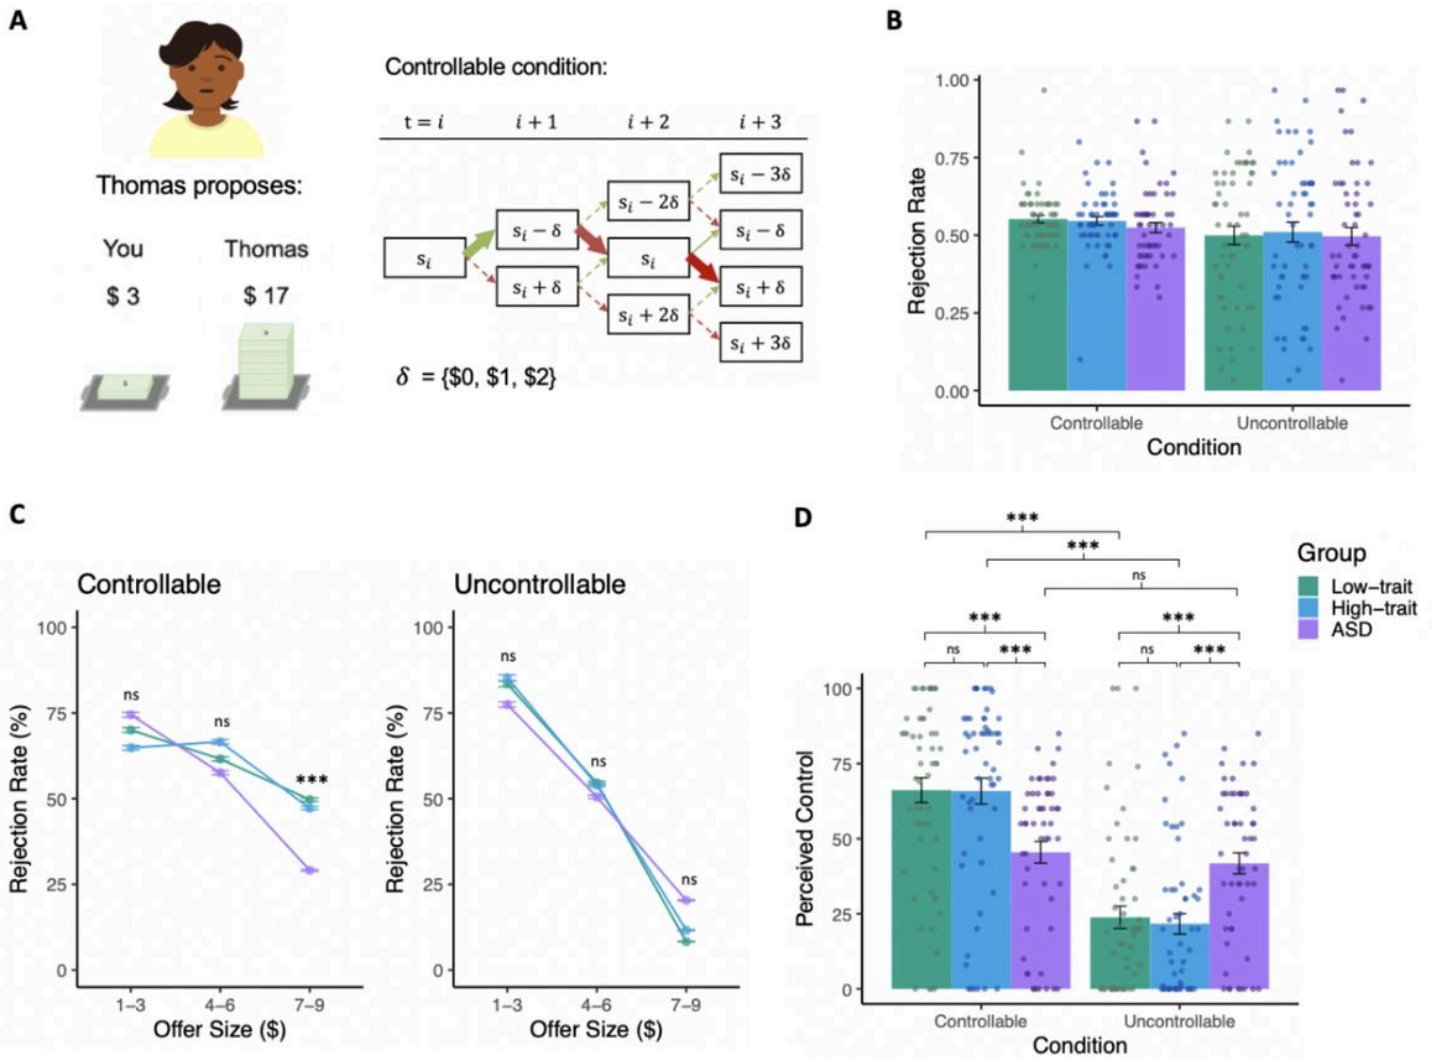 A
Controllable condition:
t = i    i + 1    i + 2    i + 3
Thomas proposes:
You    Thomas
$ 3    $ 17
$
$
s_i
s_i − δ
s_i + δ
s_i − 2δ
s_i
s_i + 2δ
s_i − 3δ
s_i − δ
s_i + δ
s_i + 3δ
δ = {$0, $1, $2}
B
Rejection Rate
1.00
0.75
0.50
0.25
0.00
Controllable    Uncontrollable
Condition
C
Controllable
Rejection Rate (%)
100
75
50
25
0
ns
ns
***
1−3    4−6    7−9
Offer Size ($)
Uncontrollable
Rejection Rate (%)
100
75
50
25
0
ns
ns
ns
1−3    4−6    7−9
Offer Size ($)
D
***
***
ns
***    ***
ns    ***    ns    ***
Perceived Control
100
75
50
25
0
Controllable    Uncontrollable
Condition
Group
Low−trait
High−trait
ASD